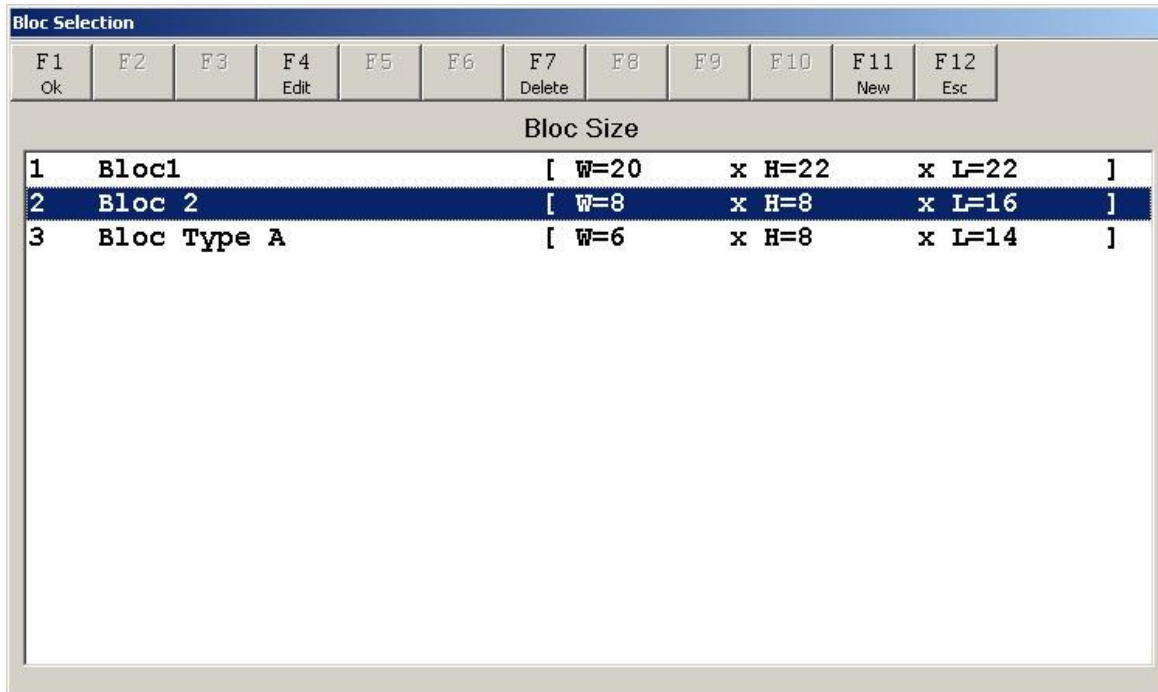 Bloc Selection
F1 F2 F3 F4 F5 F6 F7 F8 F9 F10 F11 F12
Ok Edit Delete New Esc
Bloc Size
1 Bloc1 [ W=20 x H=22 x L=22 ]
2 Bloc 2 [ W=8 x H=8 x L=16 ]
3 Bloc Type A [ W=6 x H=8 x L=14 ]